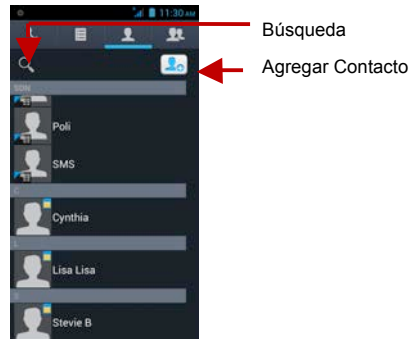 11:30 AM
Búsqueda
Agregar Contacto
SDN
Poli
SMS
C
Cynthia
L
Lisa Lisa
S
Stevie B